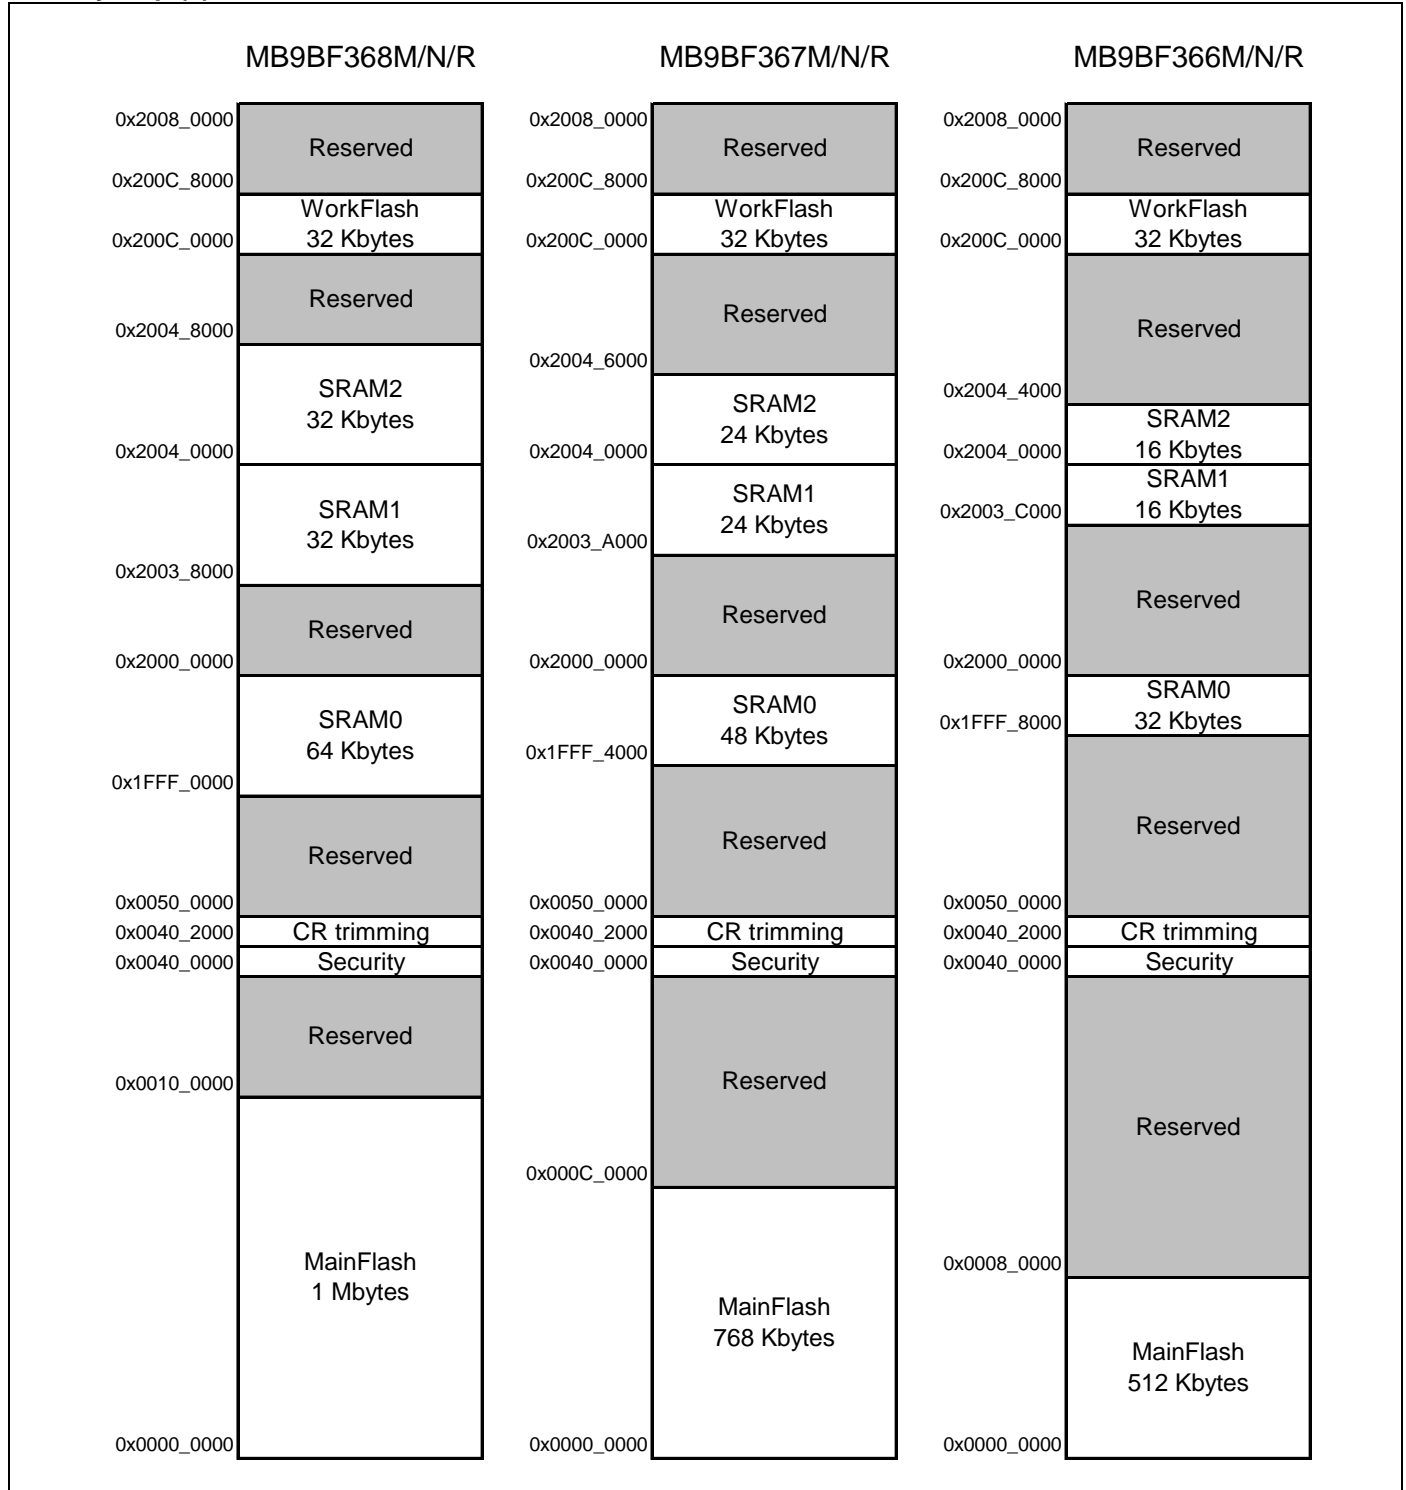 MB9BF368M/N/R
0x2008_0000
Reserved
0x200C_8000
WorkFlash
32 Kbytes
0x200C_0000
Reserved
0x2004_8000
SRAM2
32 Kbytes
0x2004_0000
SRAM1
32 Kbytes
0x2003_8000
Reserved
0x2000_0000
SRAM0
64 Kbytes
0x1FFF_0000
Reserved
0x0050_0000
CR trimming
0x0040_2000
Security
0x0040_0000
Reserved
0x0010_0000
MainFlash
1 Mbytes
0x0000_0000
MB9BF367M/N/R
0x2008_0000
Reserved
0x200C_8000
WorkFlash
32 Kbytes
0x200C_0000
Reserved
0x2004_6000
SRAM2
24 Kbytes
0x2004_0000
SRAM1
24 Kbytes
0x2003_A000
Reserved
0x2000_0000
SRAM0
48 Kbytes
0x1FFF_4000
Reserved
0x0050_0000
CR trimming
0x0040_2000
Security
0x0040_0000
Reserved
0x000C_0000
MainFlash
768 Kbytes
0x0000_0000
MB9BF366M/N/R
0x2008_0000
Reserved
0x200C_8000
WorkFlash
32 Kbytes
0x200C_0000
Reserved
0x2004_4000
SRAM2
16 Kbytes
0x2004_0000
SRAM1
16 Kbytes
0x2003_C000
Reserved
0x2000_0000
SRAM0
32 Kbytes
0x1FFF_8000
Reserved
0x0050_0000
CR trimming
0x0040_2000
Security
0x0040_0000
Reserved
0x0008_0000
MainFlash
512 Kbytes
0x0000_0000